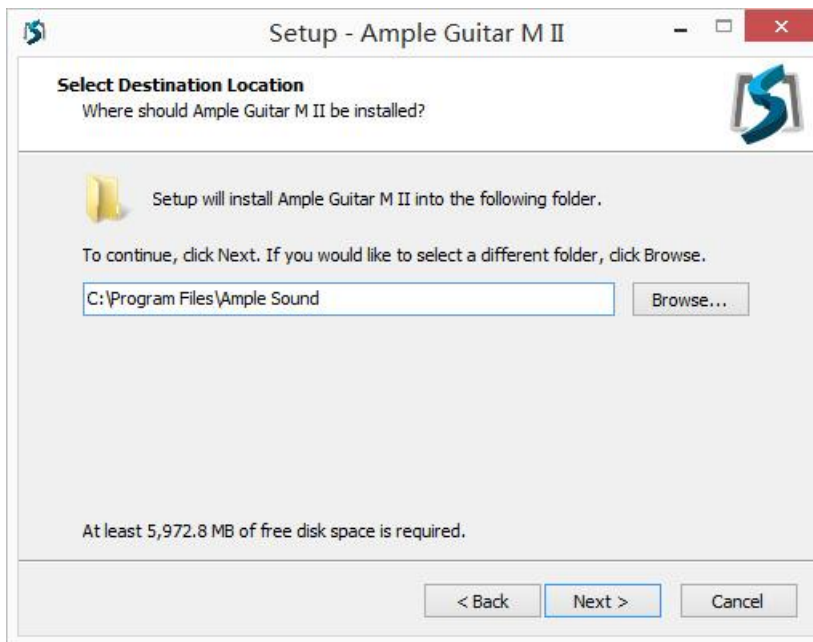 Setup - Ample Guitar M II
Select Destination Location
Where should Ample Guitar M II be installed?
Setup will install Ample Guitar M II into the following folder.
To continue, click Next. If you would like to select a different folder, click Browse.
C:\Program Files\Ample Sound
Browse...
At least 5,972.8 MB of free disk space is required.
< Back
Next >
Cancel